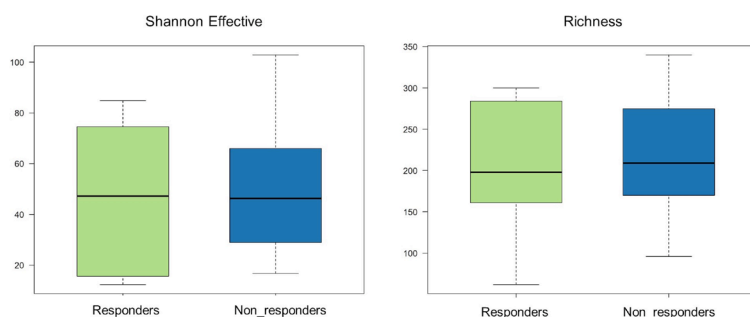 Shannon Effective
100
80
60
40
20
Responders Non_responders
Richness
350
300
250
200
150
100
Responders Non_responders